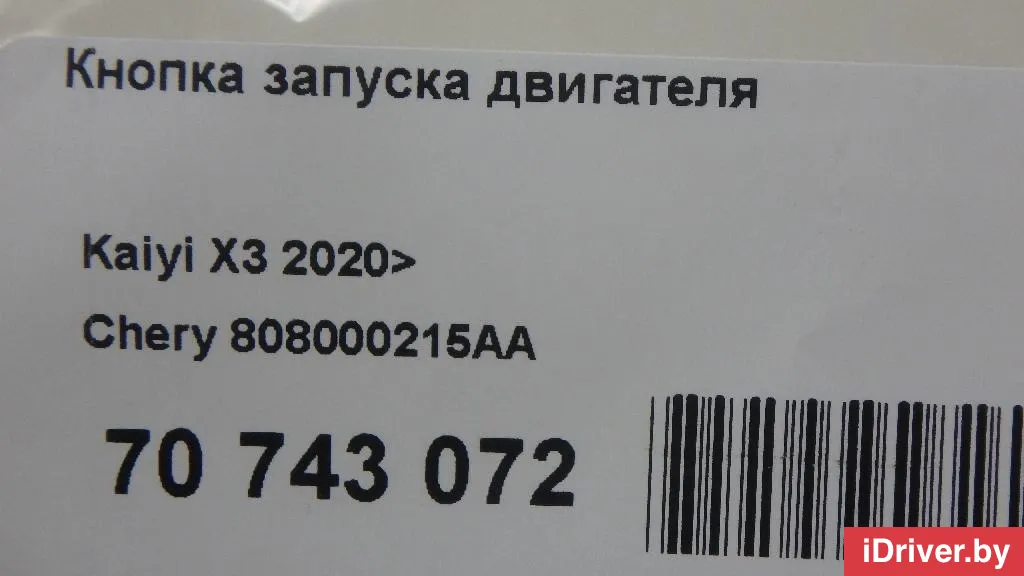 Кнопка запуска двигателя
Kaiyi X3 2020>
Chery 808000215AA
70 743 072
iDriver.by